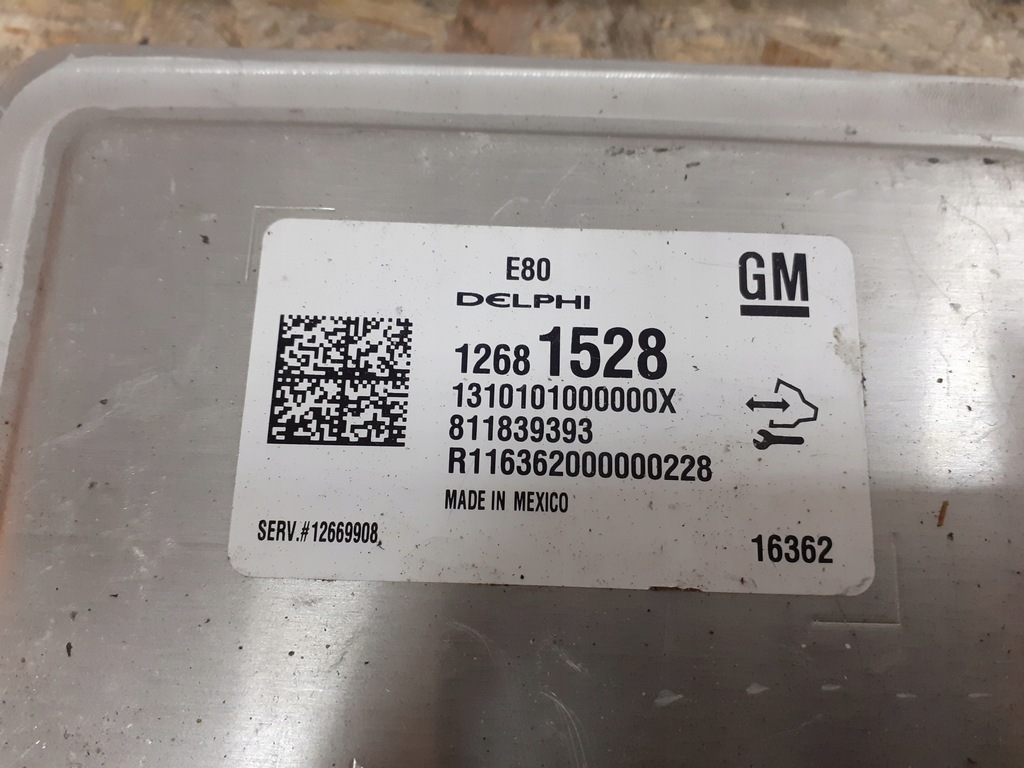 E80
DELPHI
GM
1268 1528
1310101000000X
811839393
R116362000000228
MADE IN MEXICO
SERV.#12669908
16362